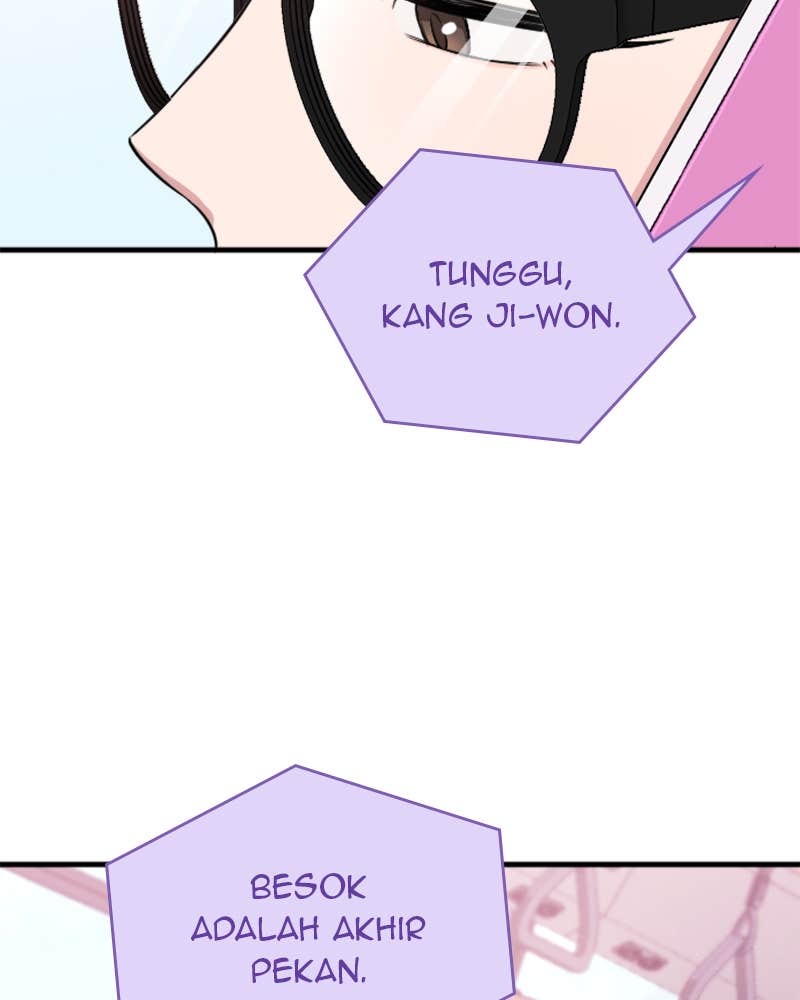 TUNGGU,
KANG JI-WON.
BESOK
ADALAH AKHIR
PEKAN.